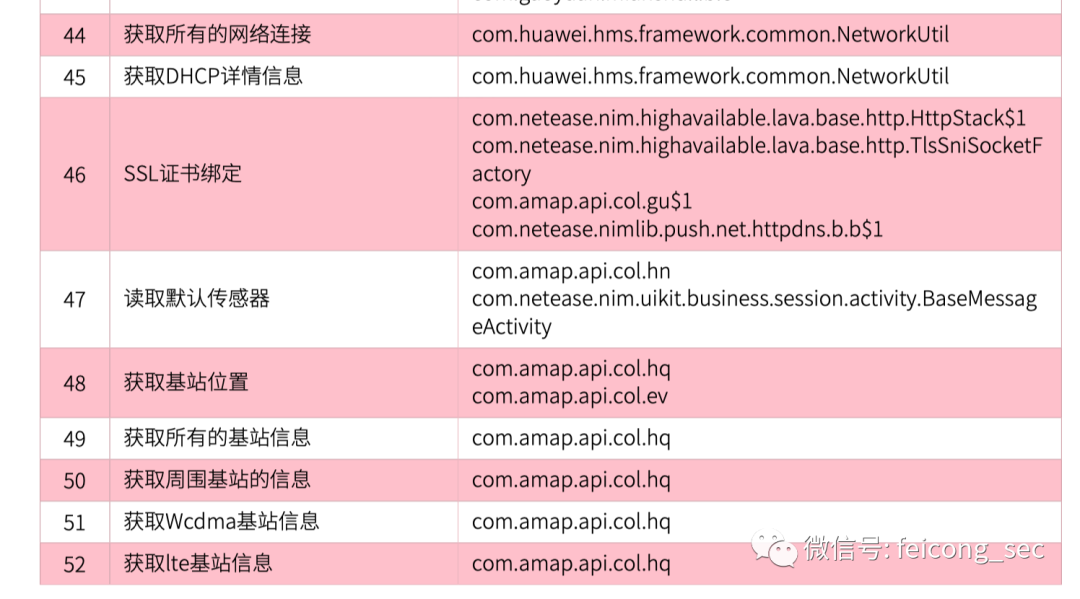 44 获取所有的网络连接 com.huawei.hms.framework.common.NetworkUtil
45 获取DHCP详情信息 com.huawei.hms.framework.common.NetworkUtil
46 SSL证书绑定 com.netease.nim.highavailable.lava.base.http.HttpStack$1
com.netease.nim.highavailable.lava.base.http.TlsSniSocketF
actory
com.amap.api.col.gu$1
com.netease.nimlib.push.net.httpdns.b.b$1
47 读取默认传感器 com.amap.api.col.hn
com.netease.nim.uikit.business.session.activity.BaseMessag
eActivity
48 获取基站位置 com.amap.api.col.hq
com.amap.api.col.ev
49 获取所有的基站信息 com.amap.api.col.hq
50 获取周围基站的信息 com.amap.api.col.hq
51 获取Wcdma基站信息 com.amap.api.col.hq
52 获取lte基站信息 com.amap.api.col.hq
微信号: feicong_sec